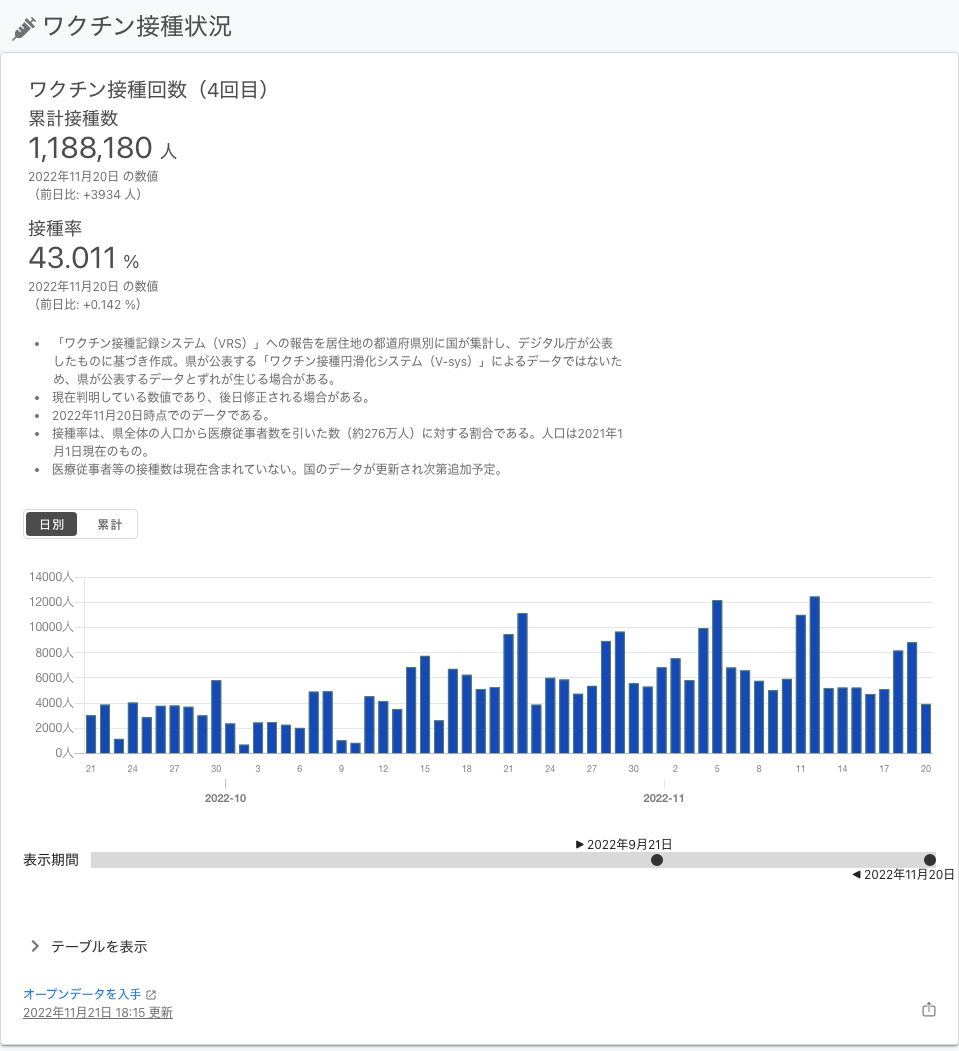 ワクチン接種状況
ワクチン接種回数（4回目）
累計接種数
1,188,180 人
2022年11月20日 の数値
（前日比: +3934 人）
接種率
43.011 %
2022年11月20日 の数値
（前日比: +0.142 %）
• 「ワクチン接種記録システム（VRS）」への報告を居住地の都道府県別に国が集計し、デジタル庁が公表
したものに基づき作成。県が公表する「ワクチン接種円滑化システム（V-sys）」によるデータではないた
め、県が公表するデータとずれが生じる場合がある。
• 現在判明している数値であり、後日修正される場合がある。
• 2022年11月20日時点でのデータである。
• 接種率は、県全体の人口から医療従事者数を引いた数（約276万人）に対する割合である。人口は2021年1
月1日現在のもの。
• 医療従事者等の接種数は現在含まれていない。国のデータが更新され次第追加予定。
日別 累計
14000人
12000人
10000人
8000人
6000人
4000人
2000人
0人
21 24 27 30 3 6 9 12 15 18 21 24 27 30 2 5 8 11 14 17 20
2022-10 2022-11
▶ 2022年9月21日
表示期間
◀ 2022年11月20日
テーブルを表示
オープンデータを入手
2022年11月21日 18:15 更新